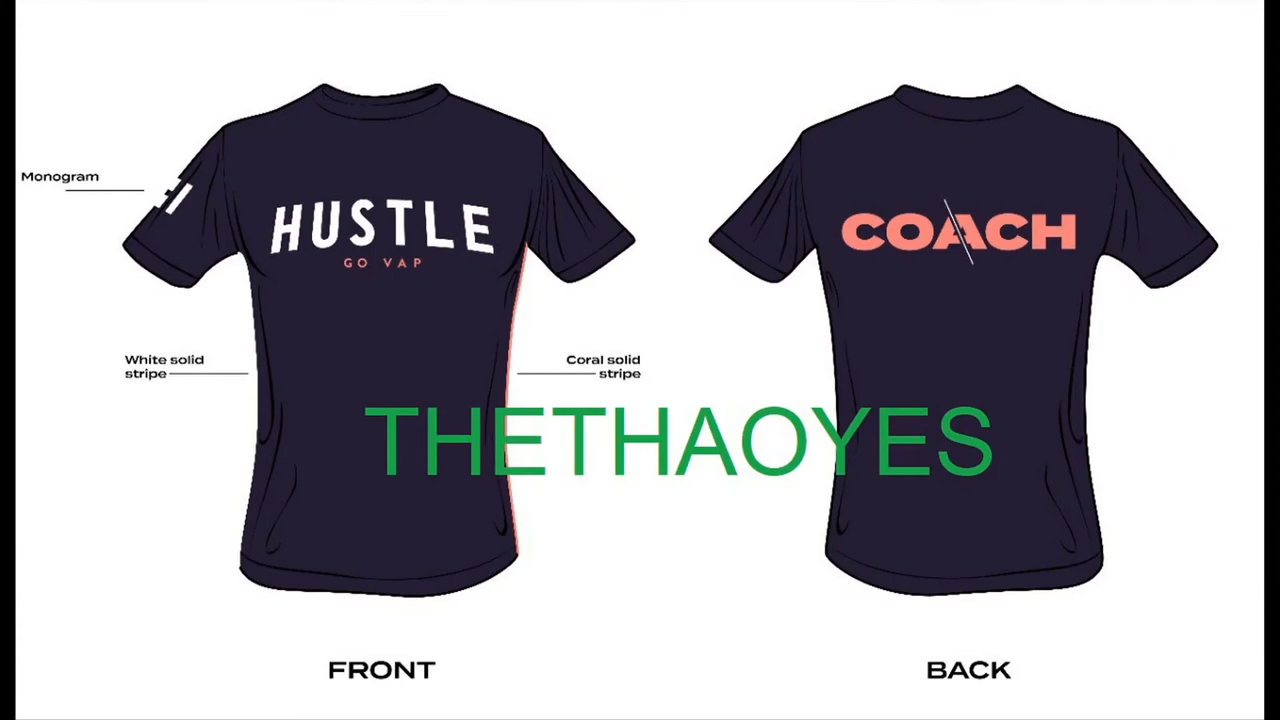 Monogram
HUSTLE
GO VAP
COACH
White solid
stripe
Coral solid
stripe
THETHAOYES
FRONT
BACK